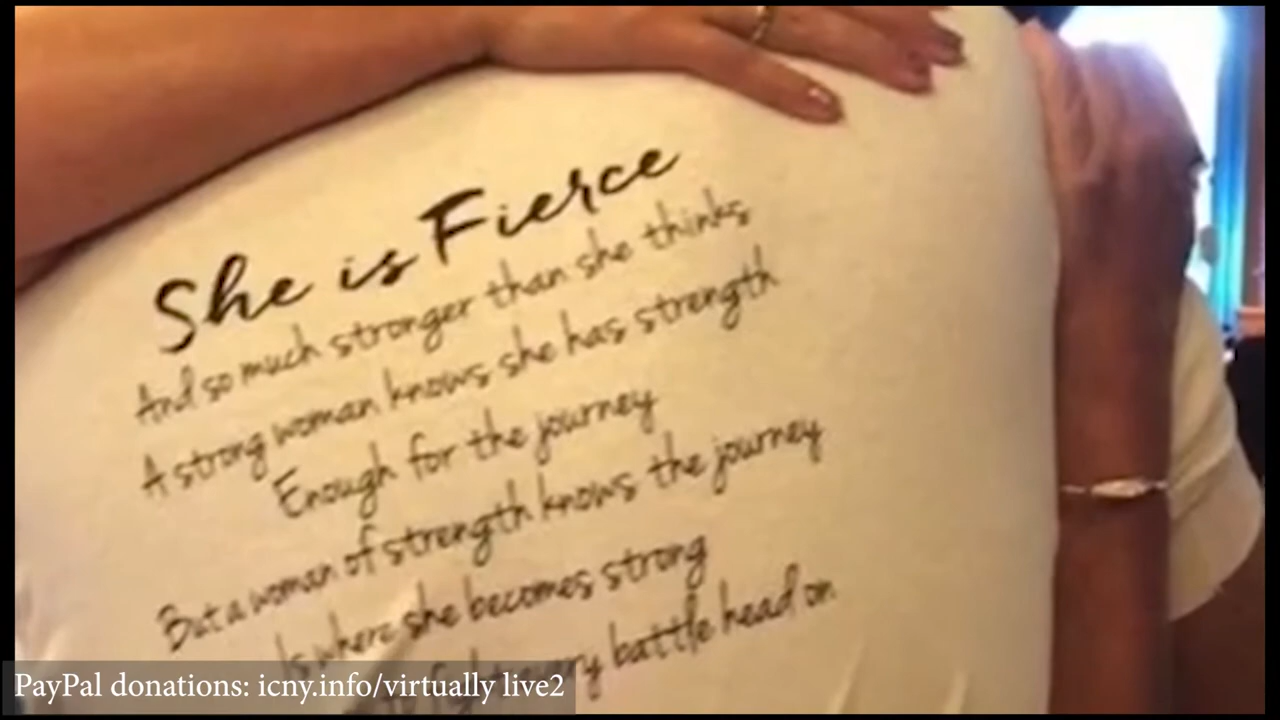 She is Fierce
And so much stronger than she thinks
A strong woman knows she has strength
Enough for the journey
But a woman of strength knows the journey
Is where she becomes strong
battle head on
PayPal donations: icny.info/virtually live2